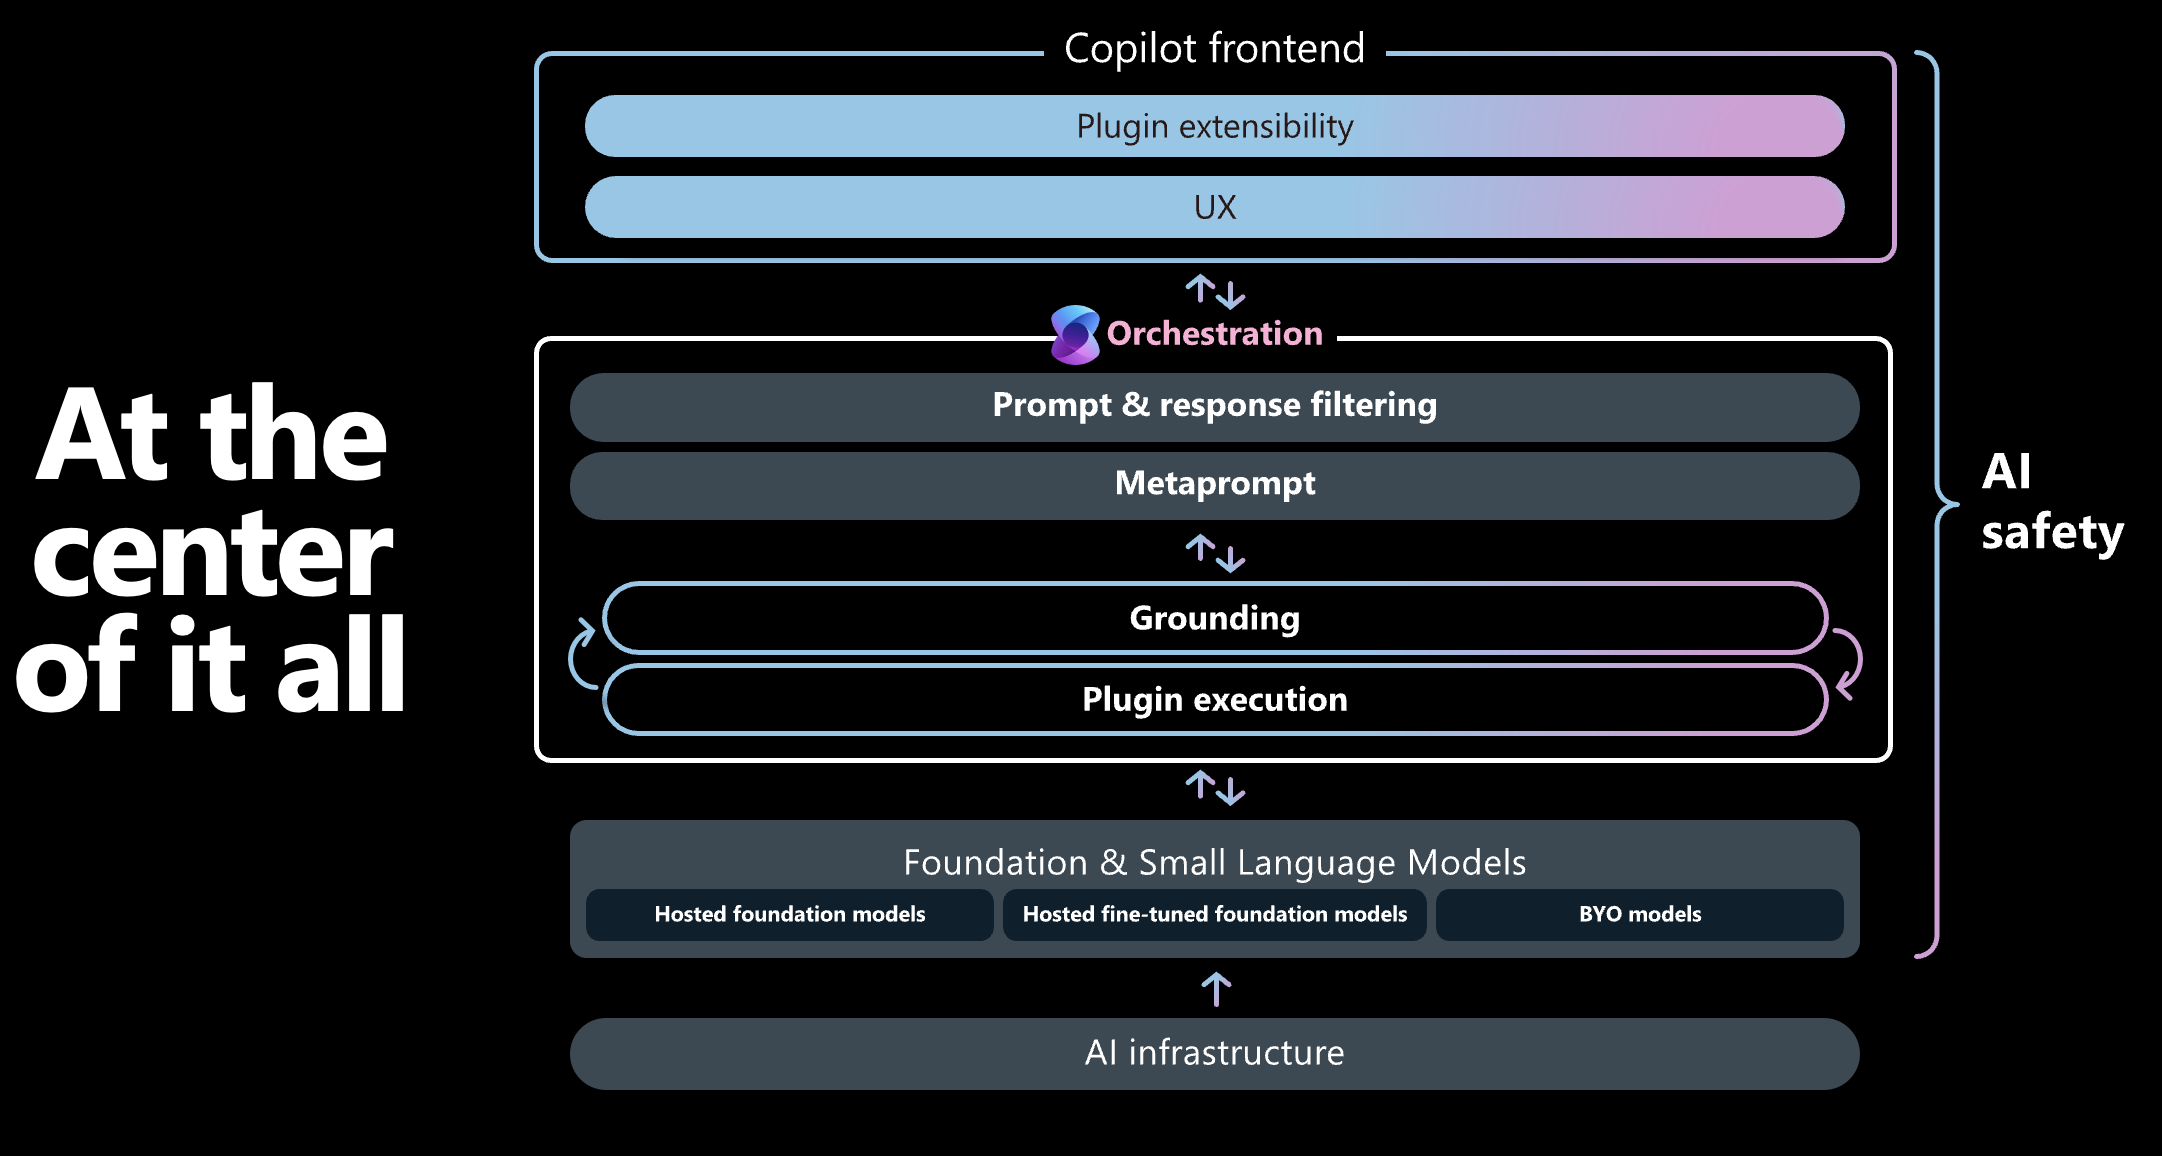 At the
center
of it all
Copilot frontend
Plugin extensibility
UX
Orchestration
Prompt & response filtering
Metaprompt
Grounding
Plugin execution
Foundation & Small Language Models
Hosted foundation models
Hosted fine-tuned foundation models
BYO models
AI infrastructure
AI
safety